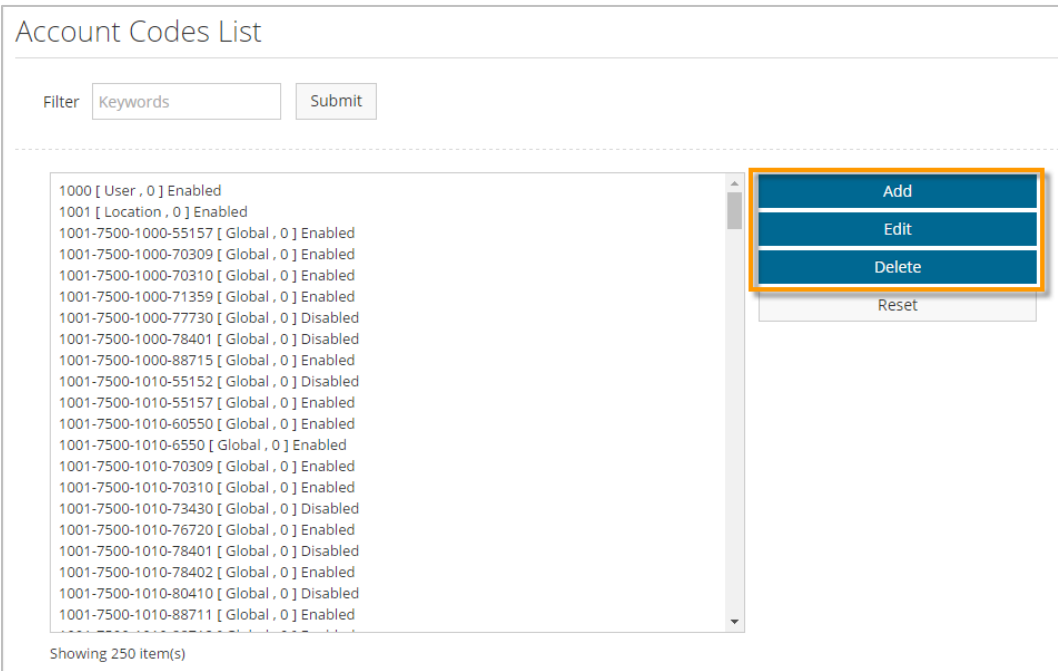 Account Codes List
Filter Keywords Submit
1000 [ User , 0 ] Enabled
1001 [ Location , 0 ] Enabled
1001-7500-1000-55157 [ Global , 0 ] Enabled
1001-7500-1000-70309 [ Global , 0 ] Enabled
1001-7500-1000-70310 [ Global , 0 ] Enabled
1001-7500-1000-71359 [ Global , 0 ] Enabled
1001-7500-1000-77730 [ Global , 0 ] Disabled
1001-7500-1000-78401 [ Global , 0 ] Disabled
1001-7500-1000-88715 [ Global , 0 ] Enabled
1001-7500-1010-55152 [ Global , 0 ] Disabled
1001-7500-1010-55157 [ Global , 0 ] Enabled
1001-7500-1010-60550 [ Global , 0 ] Enabled
1001-7500-1010-6550 [ Global , 0 ] Enabled
1001-7500-1010-70309 [ Global , 0 ] Enabled
1001-7500-1010-70310 [ Global , 0 ] Enabled
1001-7500-1010-73430 [ Global , 0 ] Disabled
1001-7500-1010-76720 [ Global , 0 ] Enabled
1001-7500-1010-78401 [ Global , 0 ] Disabled
1001-7500-1010-78402 [ Global , 0 ] Enabled
1001-7500-1010-80410 [ Global , 0 ] Disabled
1001-7500-1010-88711 [ Global , 0 ] Enabled
Add
Edit
Delete
Reset
Showing 250 item(s)